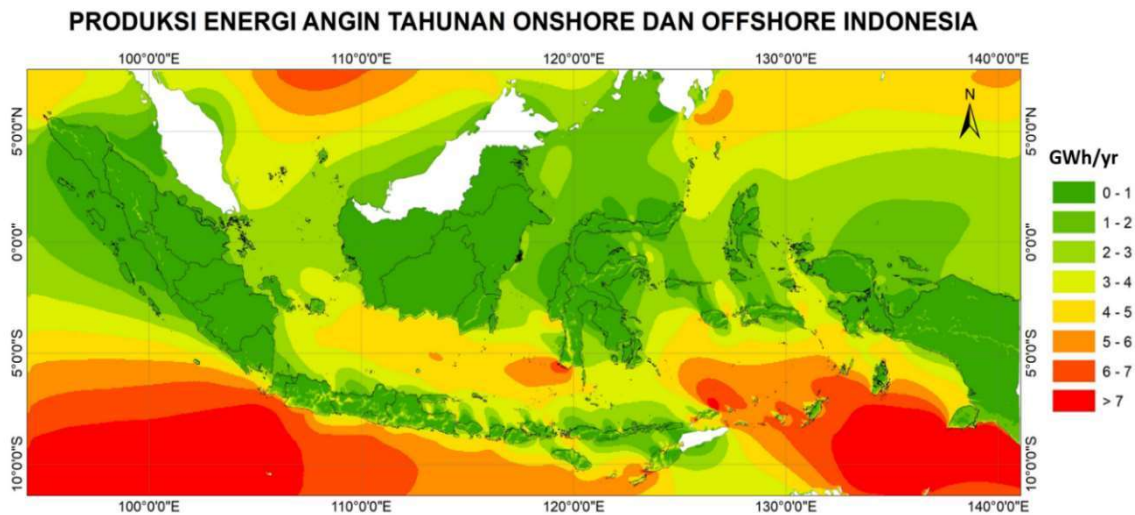 PRODUKSI ENERGI ANGIN TAHUNAN ONSHORE DAN OFFSHORE INDONESIA
100°0'0"E 110°0'0"E 120°0'0"E 130°0'0"E 140°0'0"E
N
5°0'0"N 5°0'0"N
GWh/yr
0 - 1
1 - 2
0°0'0" 0°0'0"
2 - 3
3 - 4
4 - 5
5°0'0"S 5°0'0"S
5 - 6
6 - 7
> 7
10°0'0"S 10°0'0"S
100°0'0"E 110°0'0"E 120°0'0"E 130°0'0"E 140°0'0"E